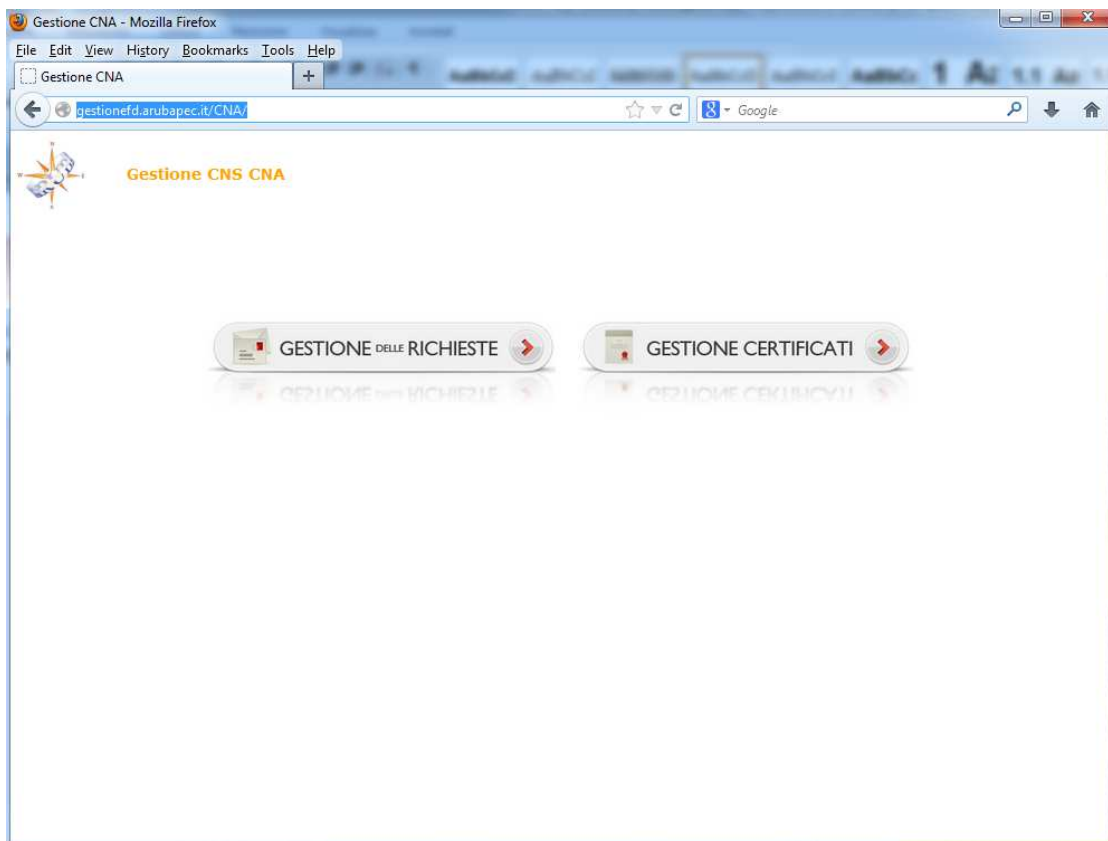 Gestione CNA - Mozilla Firefox
File Edit View History Bookmarks Tools Help
Gestione CNA +
gestionefd.arubapec.it/CNA/ 8 Google
Gestione CNS CNA
GESTIONE DELLE RICHIESTE GESTIONE CERTIFICATI